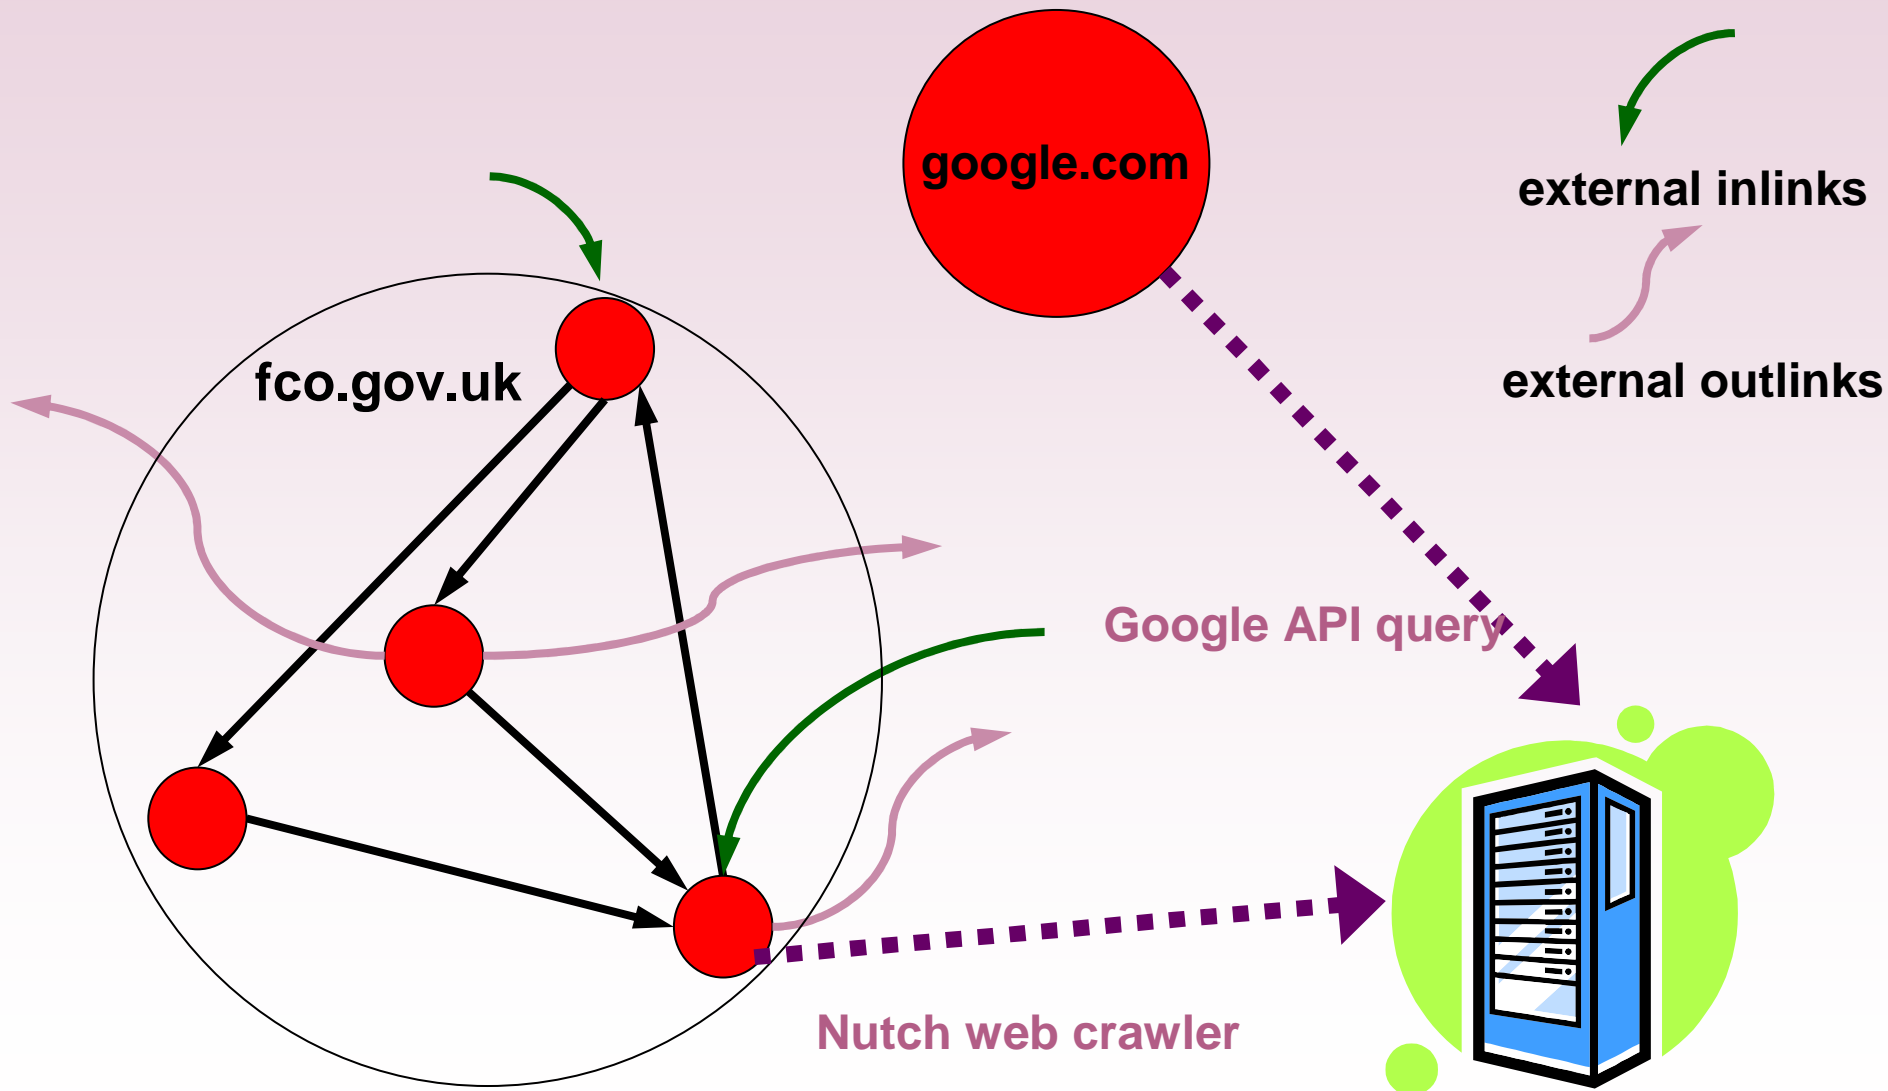 google.com
external inlinks
fco.gov.uk
external outlinks
Google API query
Nutch web crawler